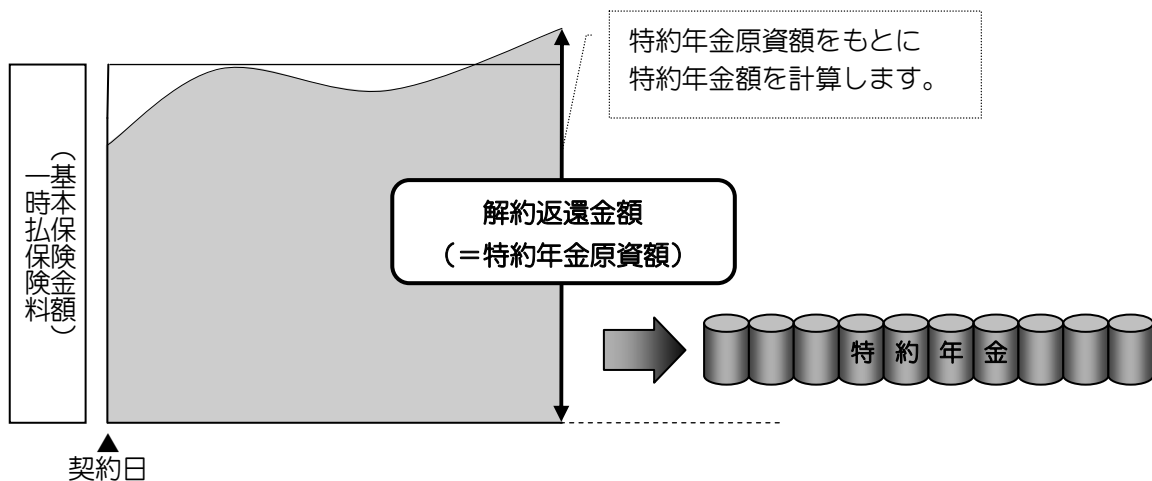 特約年金原資額をもとに
特約年金額を計算します。
一時払保険料
（基本保険金額）
解約返還金額
（＝特約年金原資額）
特約年金
▲
契約日